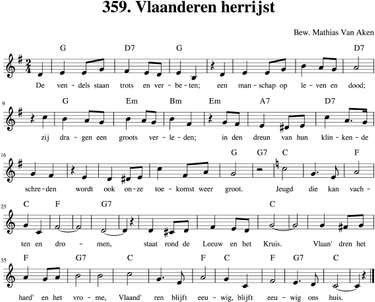 359. Vlaanderen herrijst
Bew. Mathias Van Aken
G D7 G G D7
De ven- dels staan trots en ver- be- ten; een man- schap op le- ven en dood;
9 G Em Bm Em A7 D7
zij dra- gen een groots ver- le- den; in den dreun van hun klin- ken- de
16 G G7 C
schre- den wordt ook on- ze toe- komst weer groot. Jeugd die kan vach-
25 C F G7 C G7 C
ten en dro- men, staat rond de Leeuw en het Kruis. Vlaan' dren het
35 F G7 C F C F G7 C
hard' en het vro- me, Vlaand' ren blijft eeu- wig, blijft eeu- wig ons huis.